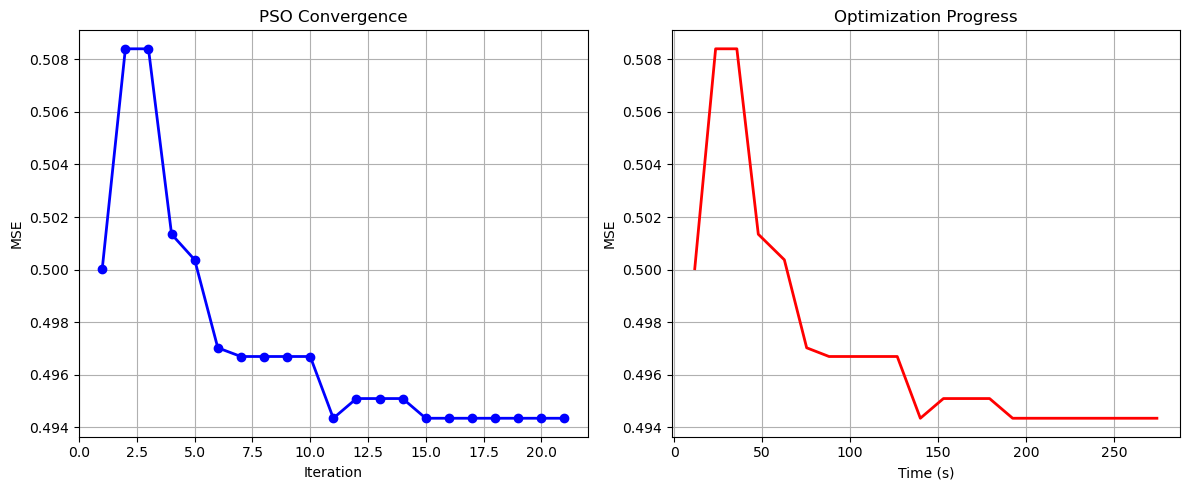 PSO Convergence
0.508
0.506
0.504
0.502
0.500
0.498
0.496
0.494
MSE
0.0 2.5 5.0 7.5 10.0 12.5 15.0 17.5 20.0
Iteration
Optimization Progress
0.508
0.506
0.504
0.502
0.500
0.498
0.496
0.494
MSE
0 50 100 150 200 250
Time (s)